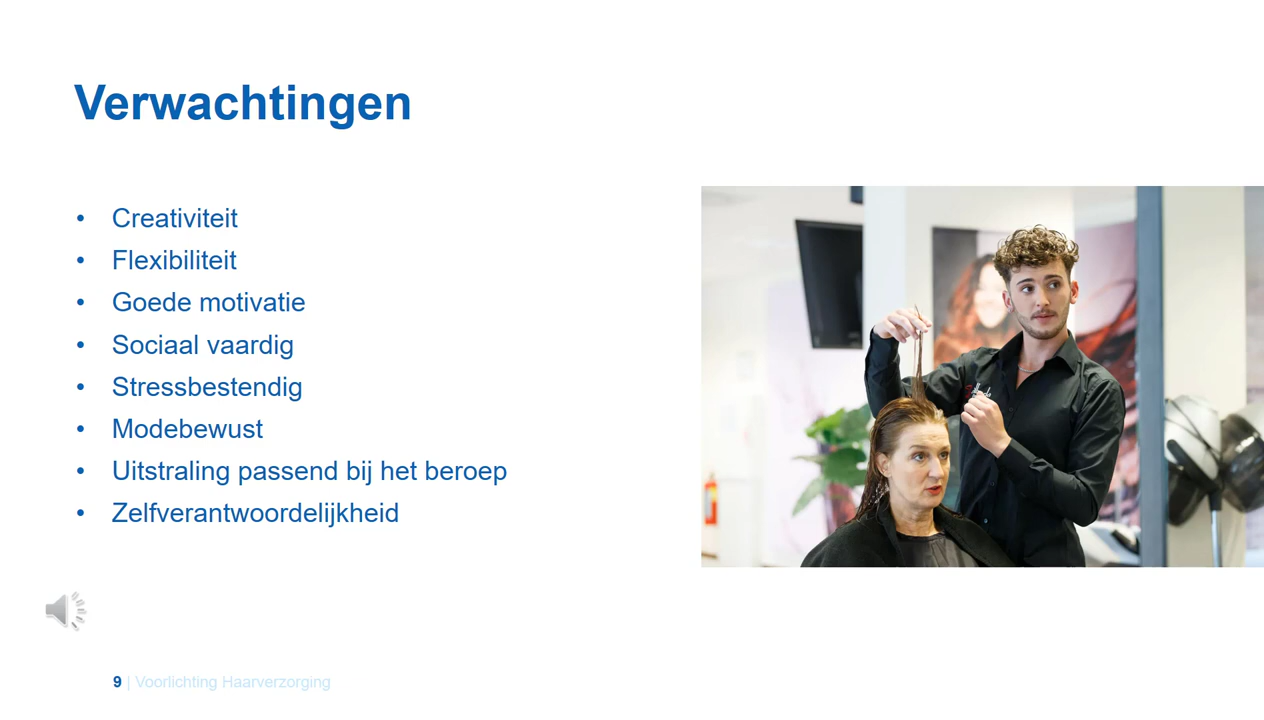 Verwachtingen
• Creativiteit
• Flexibiliteit
• Goede motivatie
• Sociaal vaardig
• Stressbestendig
• Modebewust
• Uitstraling passend bij het beroep
• Zelfverantwoordelijkheid
9 | Voorlichting Haarverzorging